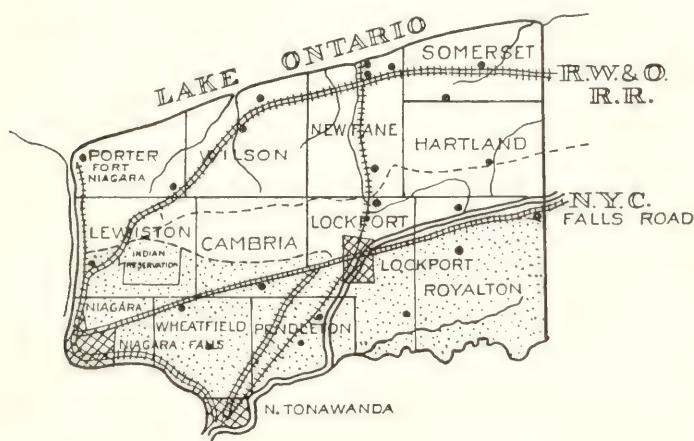 LAKE ONTARIO
SOMERSET
R.W.&O.
R.R.
NEWFANE
HARTLAND
PORTER
FORT
NIAGARA
WILSON
N.Y.C.
FALLS ROAD
LEWISTON
INDIAN
RESERVATION
CAMBRIA
LOCKPORT
LOCKPORT
ROYALTON
NIAGARA
WHEATFIELD
PENDLETON
NIAGARA FALLS
N. TONAWANDA